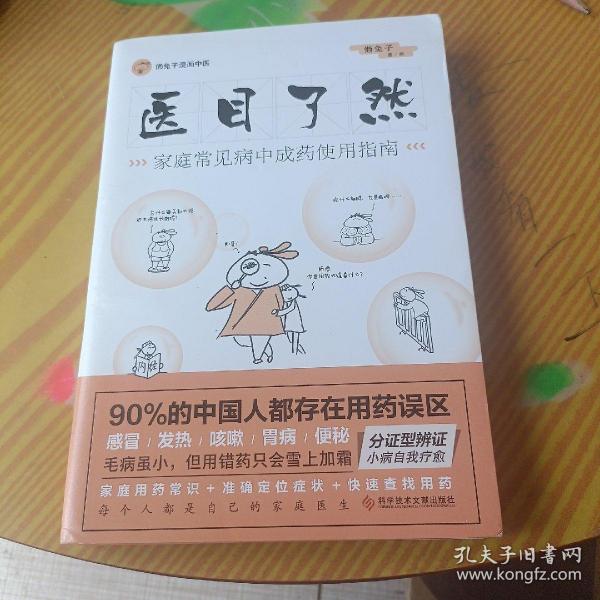 懒兔子漫画中医
懒兔子
医目了然
>>> 家庭常见病中成药使用指南 <<<
90%的中国人都存在用药误区
感冒/发热/咳嗽/胃病/便秘
毛病虽小，但用错药只会雪上加霜
分证型辨证
小病自我疗愈
家庭用药常识+准确定位症状+快速查找用药
每个人都是自己的家庭医生
科学技术文献出版社
孔夫子旧书网
www.kongfz.com